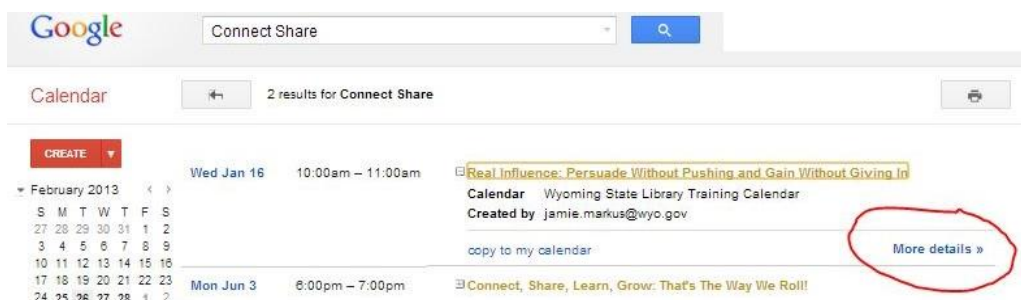 Google
Connect Share
Calendar
2 results for Connect Share
CREATE
February 2013 < >
S M T W T F S
27 28 29 30 31 1 2
3 4 5 6 7 8 9
10 11 12 13 14 15 16
17 18 19 20 21 22 23
24 25 26 27 28 1 2
Wed Jan 16 10:00am – 11:00am Real Influence: Persuade Without Pushing and Gain Without Giving In
Calendar Wyoming State Library Training Calendar
Created by jamie.markus@wyo.gov
copy to my calendar More details »
Mon Jun 3 6:00pm – 7:00pm Connect, Share, Learn, Grow: That's The Way We Roll!